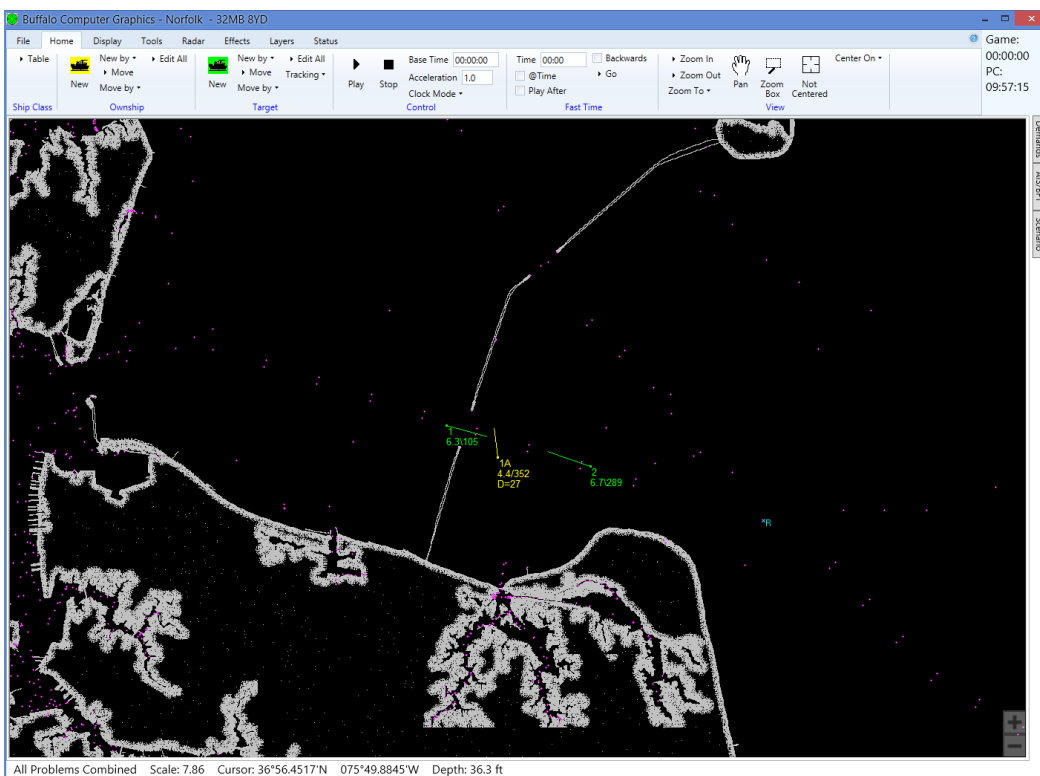 Buffalo Computer Graphics - Norfolk - 32MB 8YD
File Home Display Tools Radar Effects Layers Status
Game:
00:00:00
PC:
09:57:15
Table
New
New by
Move
Move by
Edit All
New
New by
Move
Move by
Edit All
Tracking
Play
Stop
Base Time 00:00:00
Acceleration 1.0
Clock Mode
Time 00:00
@Time
Play After
Backwards
Go
Zoom In
Zoom Out
Zoom To
Pan
Zoom
Box
Not
Centered
Center On
Ship Class Ownship Target Control Fast Time View
Demands
AIS/BFT
Scenario
1
6.3\105
1A
4.4/352
D=27
2
6.7\289
R
All Problems Combined Scale: 7.86 Cursor: 36°56.4517'N 075°49.8845'W Depth: 36.3 ft